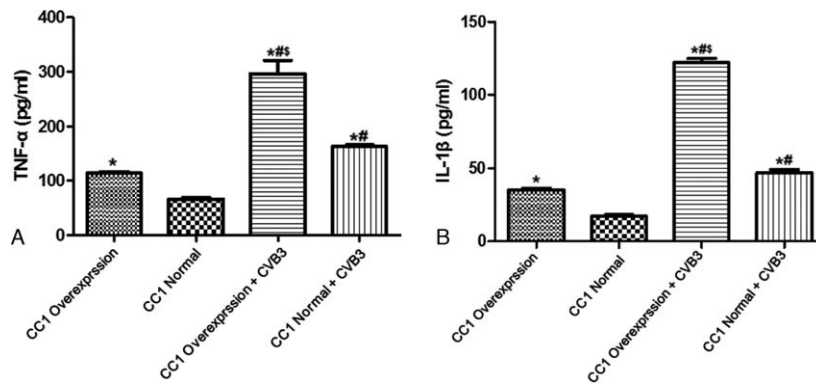 400
300
200
100
0
TNF-α (pg/ml)
*
*#$
*#
A
CC1 Overexprssion
CC1 Normal
CC1 Overexprssion + CVB3
CC1 Normal + CVB3
150
100
50
0
IL-1β (pg/ml)
*
*#$
*#
B
CC1 Overexprssion
CC1 Normal
CC1 Overexprssion + CVB3
CC1 Normal + CVB3